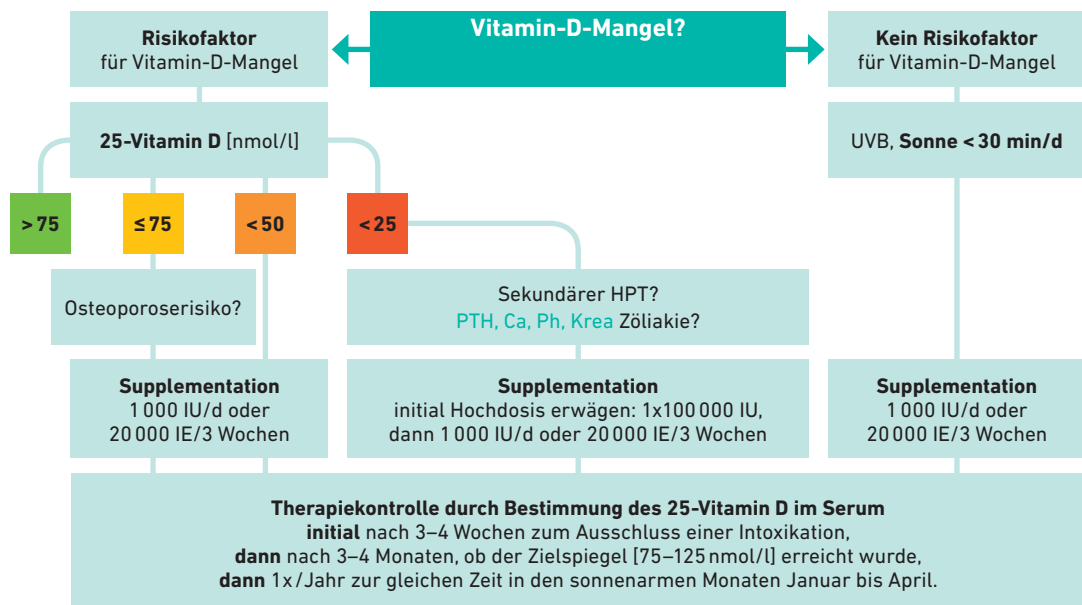 Vitamin-D-Mangel?
Risikofaktor
für Vitamin-D-Mangel
Kein Risikofaktor
für Vitamin-D-Mangel
25-Vitamin D [nmol/l]
UVB, Sonne < 30 min/d
> 75
≤ 75
< 50
< 25
Osteoporoserisiko?
Sekundärer HPT?
PTH, Ca, Ph, Krea Zöliakie?
Supplementation
1 000 IU/d oder
20 000 IE/3 Wochen
Supplementation
initial Hochdosis erwägen: 1x100 000 IU,
dann 1 000 IU/d oder 20 000 IE/3 Wochen
Supplementation
1 000 IU/d oder
20 000 IE/3 Wochen
Therapiekontrolle durch Bestimmung des 25-Vitamin D im Serum
initial nach 3–4 Wochen zum Ausschluss einer Intoxikation,
dann nach 3–4 Monaten, ob der Zielspiegel [75–125 nmol/l] erreicht wurde,
dann 1x/Jahr zur gleichen Zeit in den sonnenarmen Monaten Januar bis April.